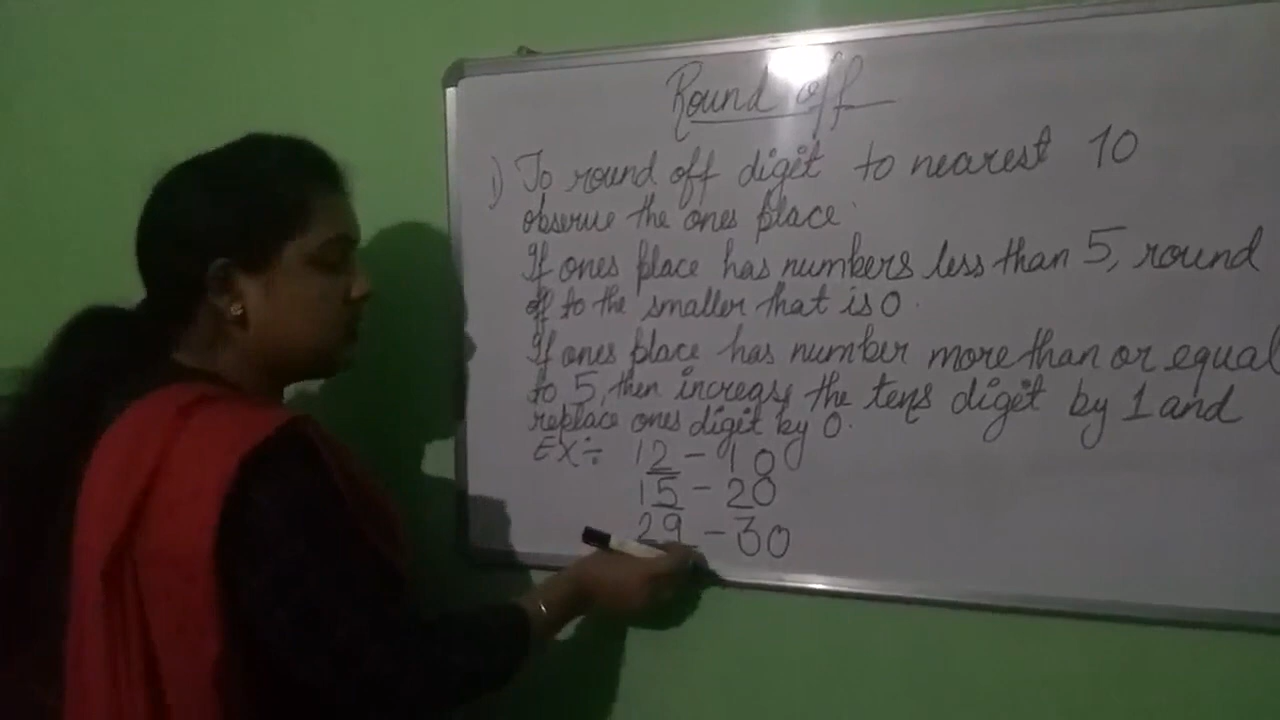 Round off
1) To round off digit to nearest 10
observe the ones place.
If ones place has numbers less than 5, round
off to the smaller that is 0.
If ones place has number more than or equal
to 5, then increase the tens digit by 1 and
replace ones digit by 0.
EX÷ 12 - 10
15 - 20
29 - 30